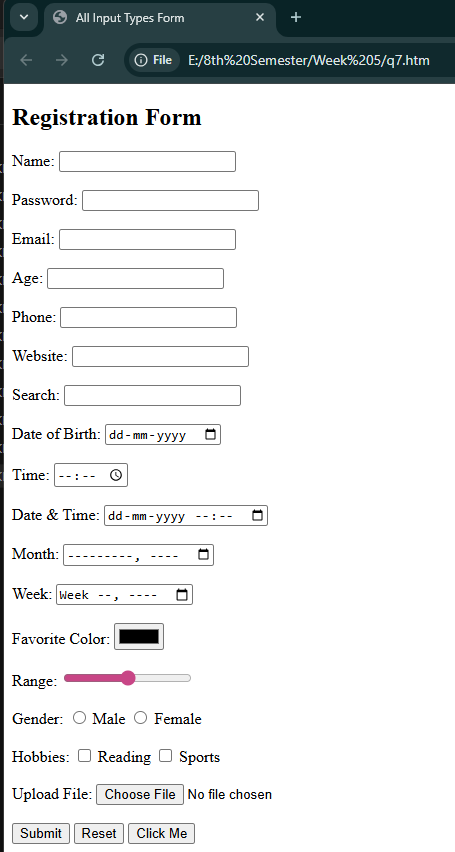 All Input Types Form
File E:/8th%20Semester/Week%205/q7.htm
Registration Form
Name:
Password:
Email:
Age:
Phone:
Website:
Search:
Date of Birth: dd-mm-yyyy
Time: --:--
Date & Time: dd-mm-yyyy --:--
Month: ---------, ----
Week: Week --, ----
Favorite Color:
Range:
Gender: Male Female
Hobbies: Reading Sports
Upload File: Choose File No file chosen
Submit Reset Click Me